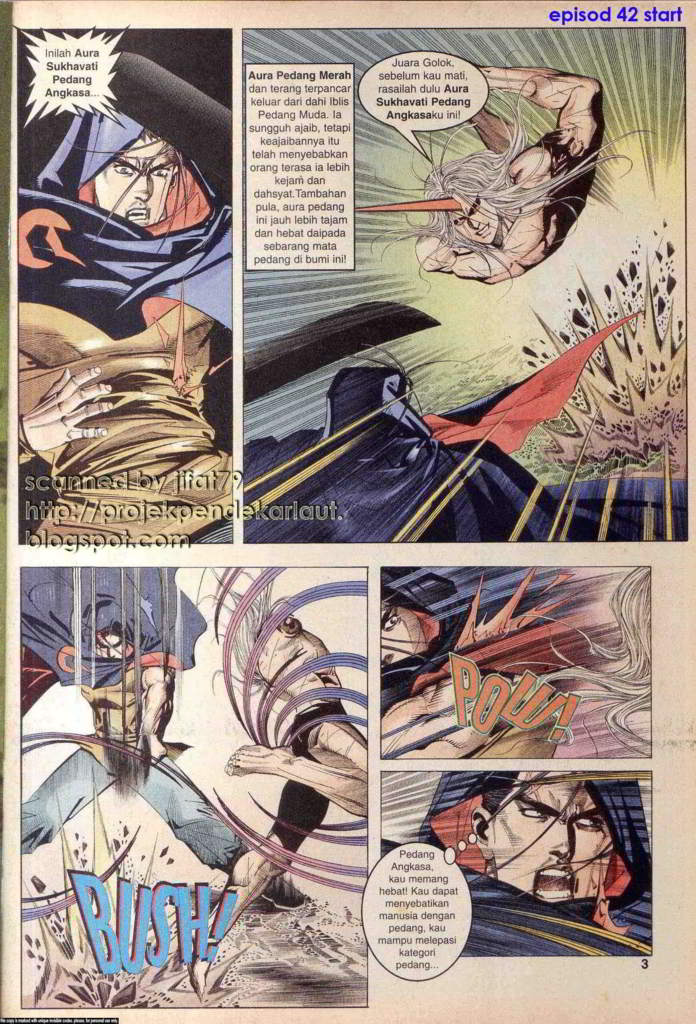 episod 42 start
Inilah Aura
Sukhavati
Pedang
Angkasa...
Aura Pedang Merah
dan terang terpancar
keluar dari dahi Iblis
Pedang Muda. Ia
sungguh ajaib, tetapi
keajaibannya itu
telah menyebabkan
orang terasa ia lebih
kejam dan
dahsyat.Tambahan
pula, aura pedang
ini jauh lebih tajam
dan hebat daipada
sebarang mata
pedang di bumi ini!
Juara Golok,
sebelum kau mati,
rasailah dulu Aura
Sukhavati Pedang
Angkasaku ini!
scanned by jifat79
http://projekpendekarlaut.
blogspot.com
BUSH!
POW!
Pedang
Angkasa,
kau memang
hebat! Kau dapat
menyebatikan
manusia dengan
pedang, kau
mampu melepasi
kategori
pedang...
3